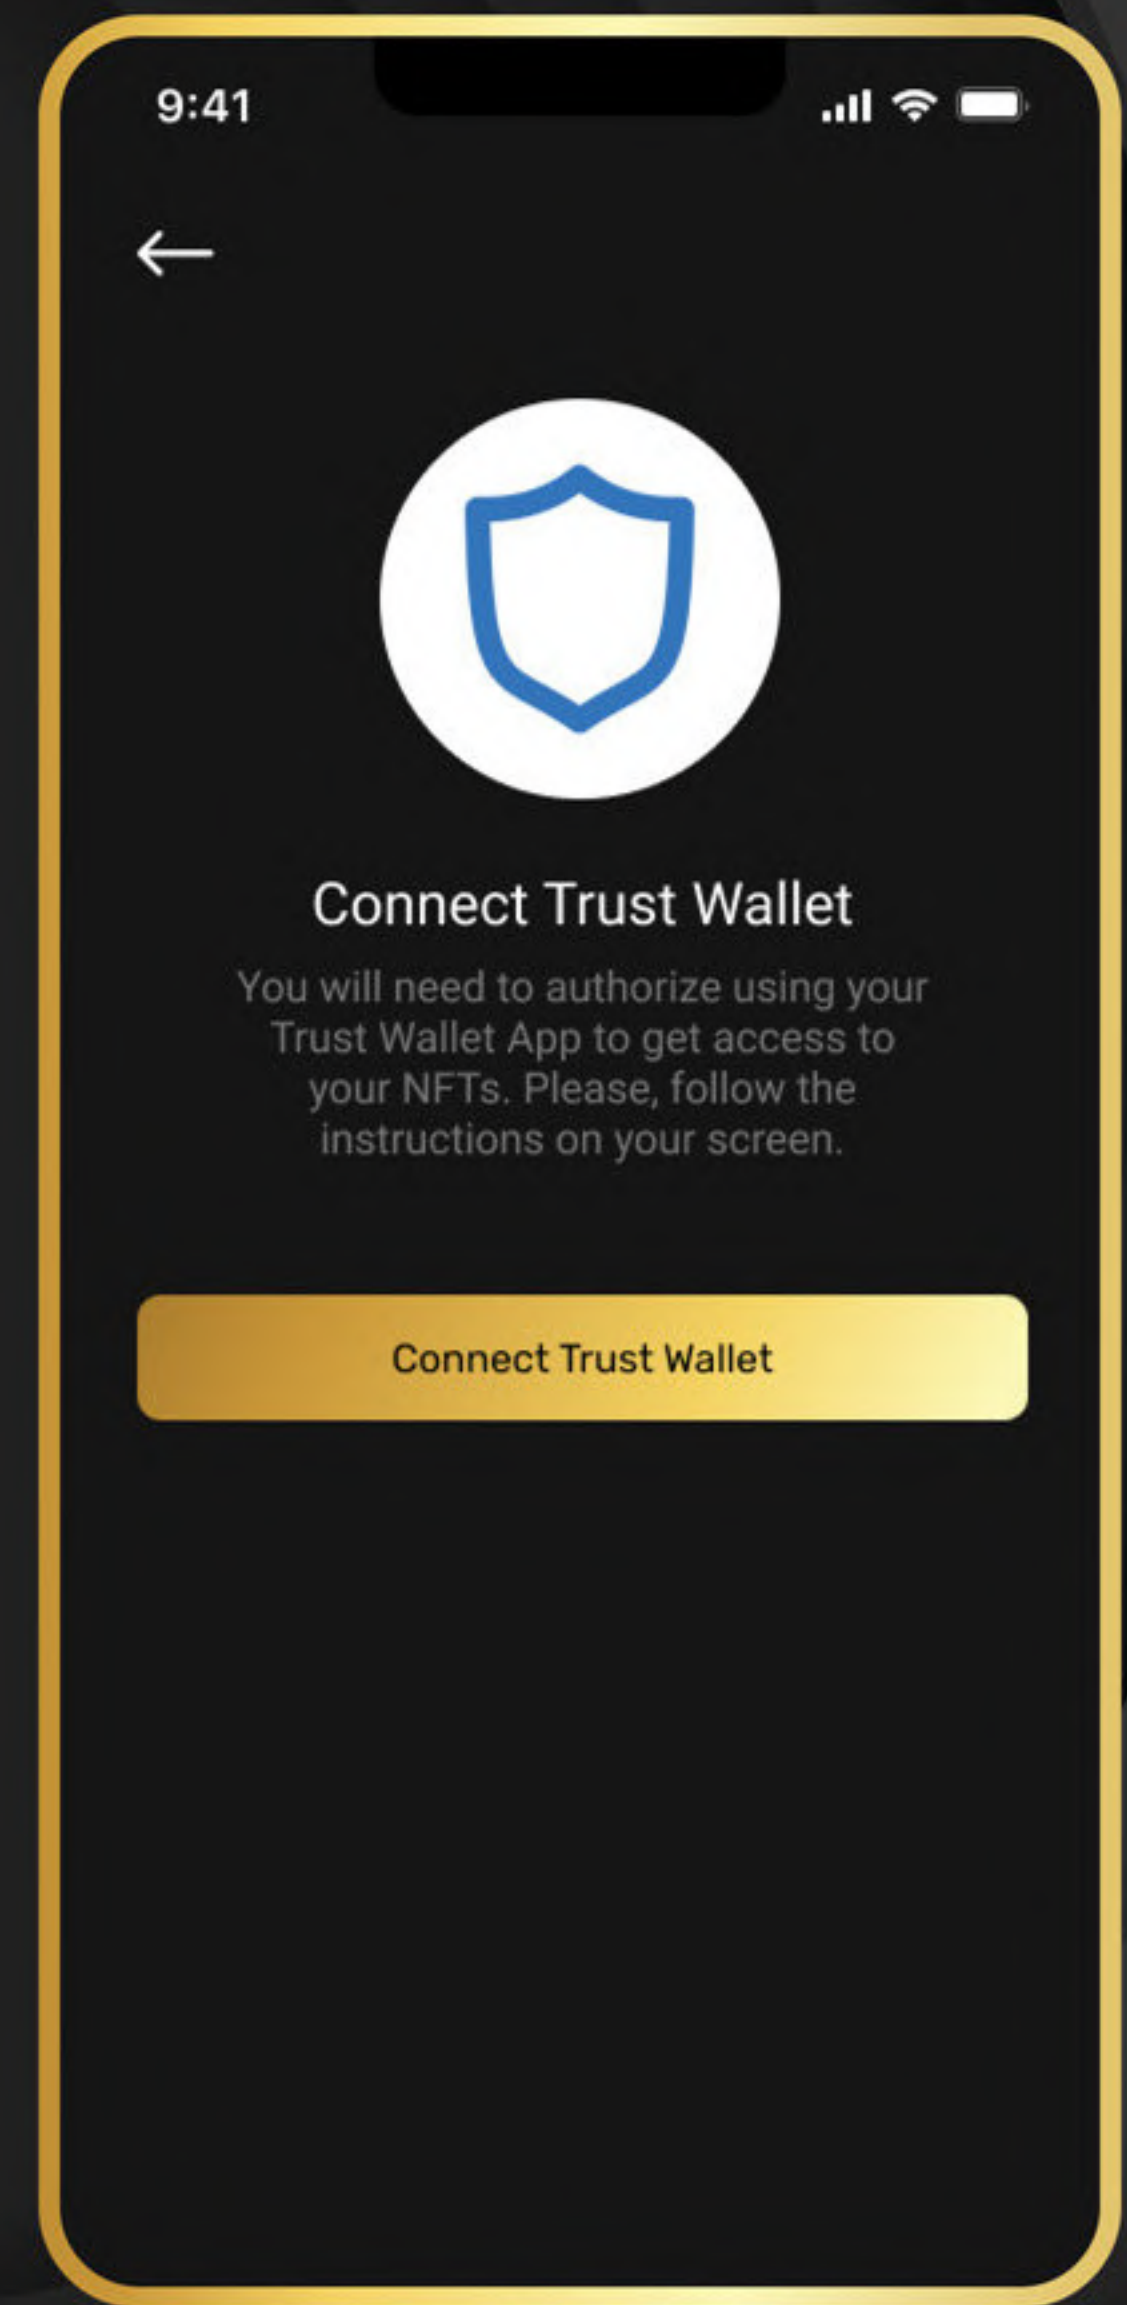 9:41
Connect Trust Wallet
You will need to authorize using your
Trust Wallet App to get access to
your NFTs. Please, follow the
instructions on your screen.
Connect Trust Wallet